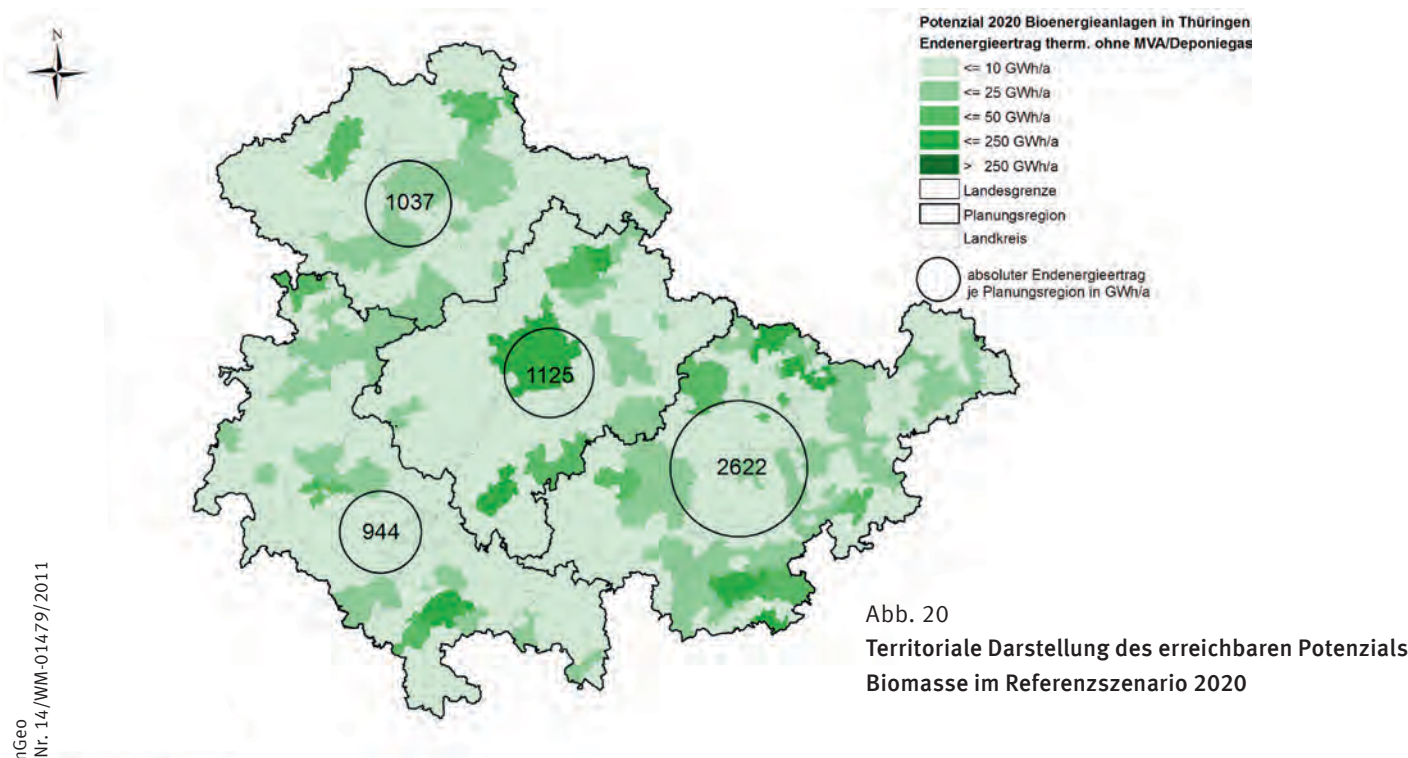 N
Potenzial 2020 Bioenergieanlagen in Thüringen
Endenergieertrag therm. ohne MVA/Deponiegas
<= 10 GWh/a
<= 25 GWh/a
<= 50 GWh/a
<= 250 GWh/a
> 250 GWh/a
Landesgrenze
Planungsregion
Landkreis
absoluter Endenergieertrag
je Planungsregion in GWh/a
1037
1125
2622
944
Abb. 20
Territoriale Darstellung des erreichbaren Potenzials
Biomasse im Referenzszenario 2020
nGeo
Nr. 14/WM-01479/2011